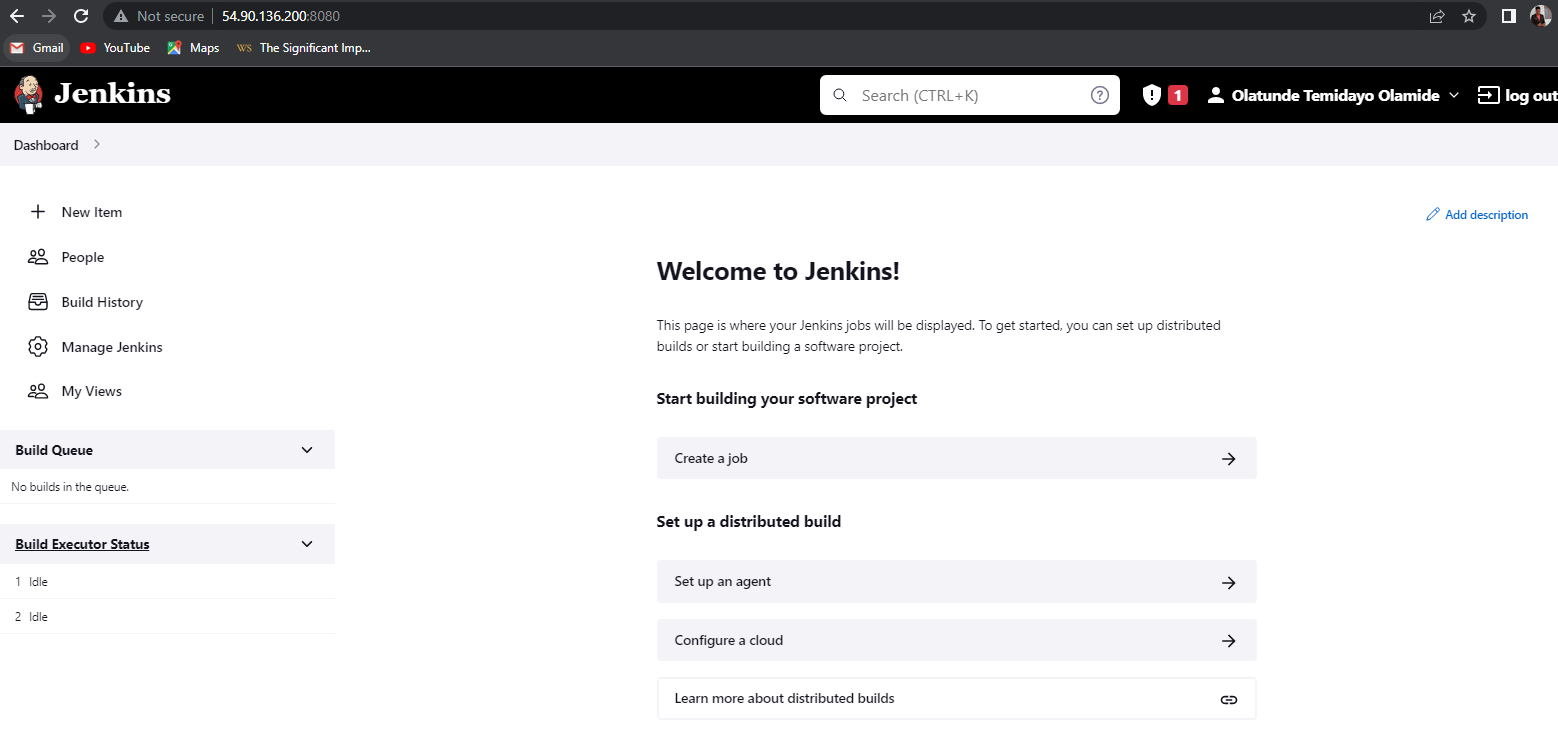 Not secure 54.90.136.200:8080
Gmail YouTube Maps WS The Significant Imp...
Jenkins Search (CTRL+K) ? 1 Olatunde Temidayo Olamide log out
Dashboard
New Item
Add description
People
Build History
Manage Jenkins
My Views
Build Queue
No builds in the queue.
Build Executor Status
1 Idle
2 Idle
Welcome to Jenkins!
This page is where your Jenkins jobs will be displayed. To get started, you can set up distributed
builds or start building a software project.
Start building your software project
Create a job
Set up a distributed build
Set up an agent
Configure a cloud
Learn more about distributed builds